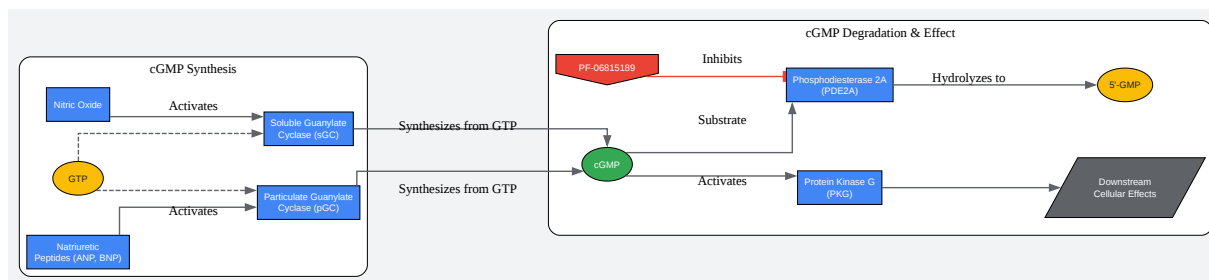 cGMP Synthesis
Nitric Oxide
Activates
Soluble Guanylate
Cyclase (sGC)
GTP
Particulate Guanylate
Cyclase (pGC)
Activates
Natriuretic
Peptides (ANP, BNP)
Synthesizes from GTP
Synthesizes from GTP
cGMP Degradation & Effect
PF-06815189
Inhibits
Phosphodiesterase 2A
(PDE2A)
Hydrolyzes to
5'-GMP
Substrate
cGMP
Activates
Protein Kinase G
(PKG)
Downstream
Cellular Effects